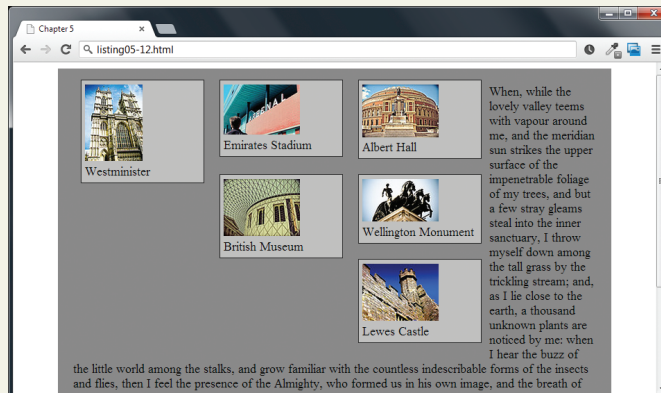 Chapter 5
listing05-12.html
Westminister
ARSENAL
Emirates Stadium
Albert Hall
British Museum
Wellington Monument
Lewes Castle
When, while the
lovely valley teems
with vapour around
me, and the meridian
sun strikes the upper
surface of the
impenetrable foliage
of my trees, and but
a few stray gleams
steal into the inner
sanctuary, I throw
myself down among
the tall grass by the
trickling stream; and,
as I lie close to the
earth, a thousand
unknown plants are
noticed by me: when
I hear the buzz of
the little world among the stalks, and grow familiar with the countless indescribable forms of the insects
and flies, then I feel the presence of the Almighty, who formed us in his own image, and the breath of